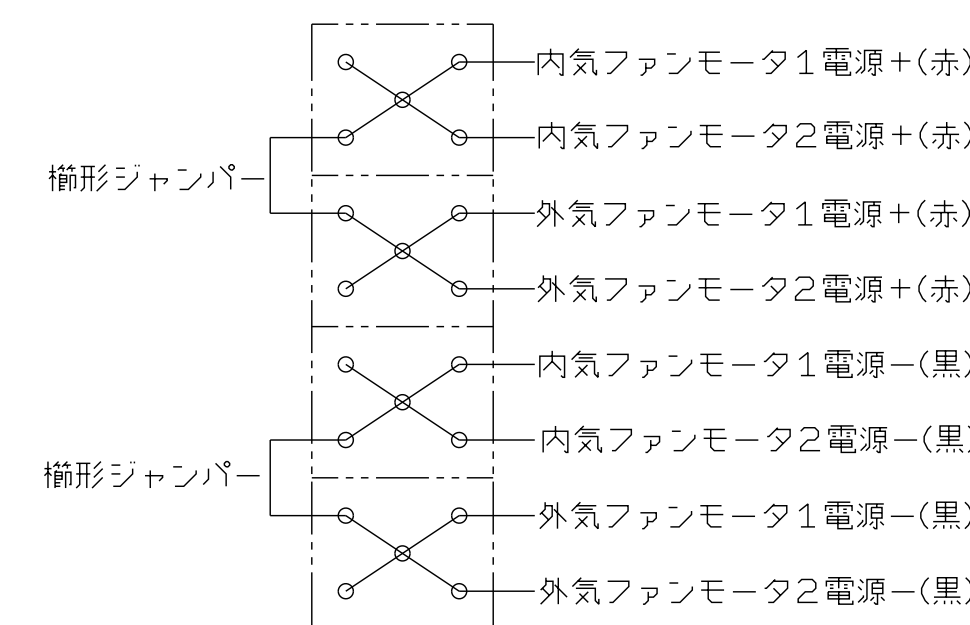 内気ファンモータ1電源+(赤)
内気ファンモータ2電源+(赤)
櫛形ジャンパー
外気ファンモータ1電源+(赤)
外気ファンモータ2電源+(赤)
内気ファンモータ1電源-(黒)
内気ファンモータ2電源-(黒)
櫛形ジャンパー
外気ファンモータ1電源-(黒)
外気ファンモータ2電源-(黒)